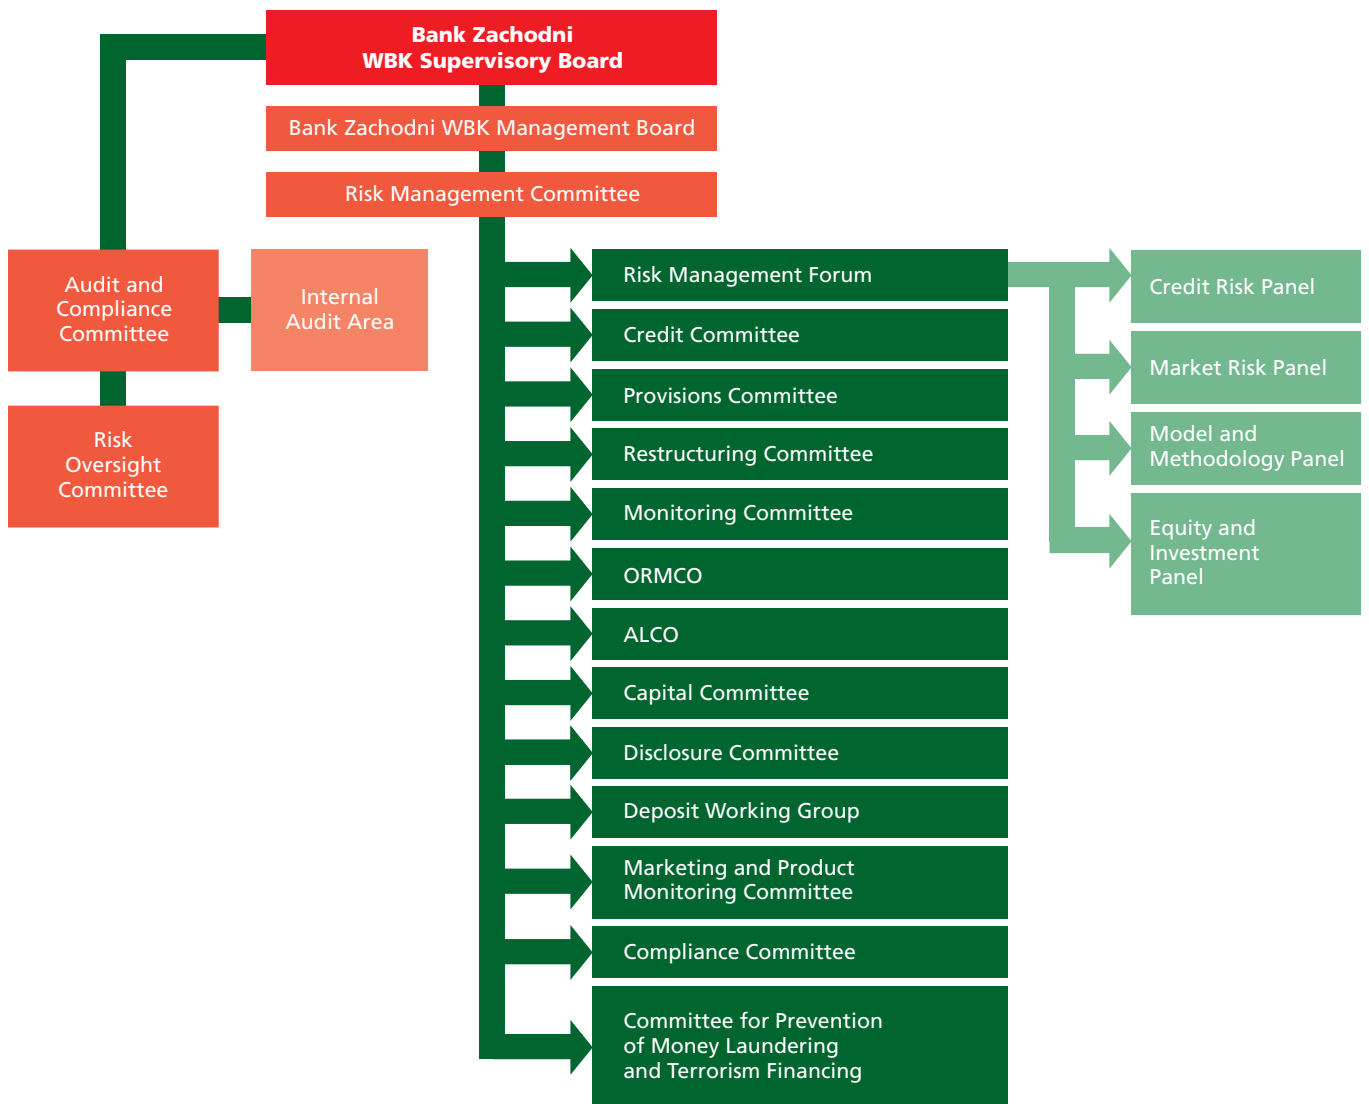 Bank Zachodni
WBK Supervisory Board
Bank Zachodni WBK Management Board
Risk Management Committee
Audit and
Compliance
Committee
Internal
Audit Area
Risk
Oversight
Committee
Risk Management Forum
Credit Committee
Provisions Committee
Restructuring Committee
Monitoring Committee
ORMCO
ALCO
Capital Committee
Disclosure Committee
Deposit Working Group
Marketing and Product
Monitoring Committee
Compliance Committee
Committee for Prevention
of Money Laundering
and Terrorism Financing
Credit Risk Panel
Market Risk Panel
Model and
Methodology Panel
Equity and
Investment
Panel